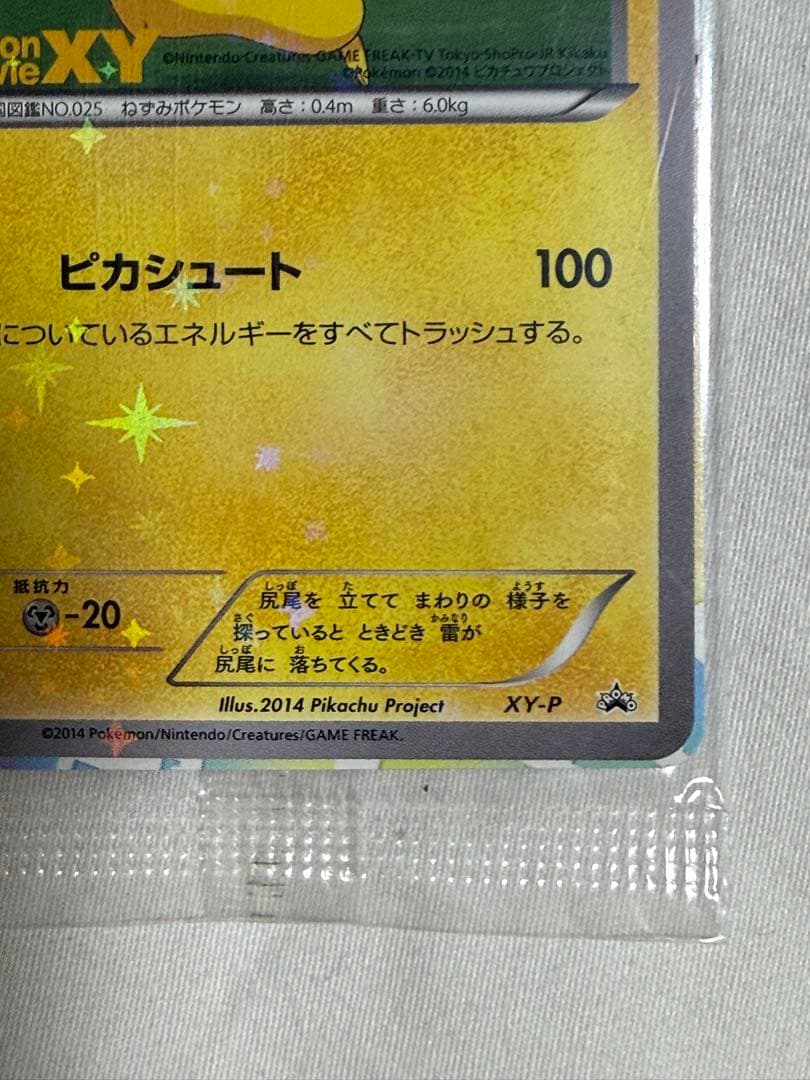 on
vie XY
©Nintendo·Creatures·GAME FREAK·TV Tokyo·ShoPro·JR Kikaku
©Pokémon ©2014 ピカチュウプロジェクト
国図鑑NO.025 ねずみポケモン 高さ：0.4m 重さ：6.0kg
ピカシュート 100
についているエネルギーをすべてトラッシュする。
抵抗力
-20
尻尾を 立てて まわりの 様子を
探っていると ときどき 雷が
尻尾に 落ちてくる。
Illus.2014 Pikachu Project XY-P PROMO
©2014 Pokémon/Nintendo/Creatures/GAME FREAK.